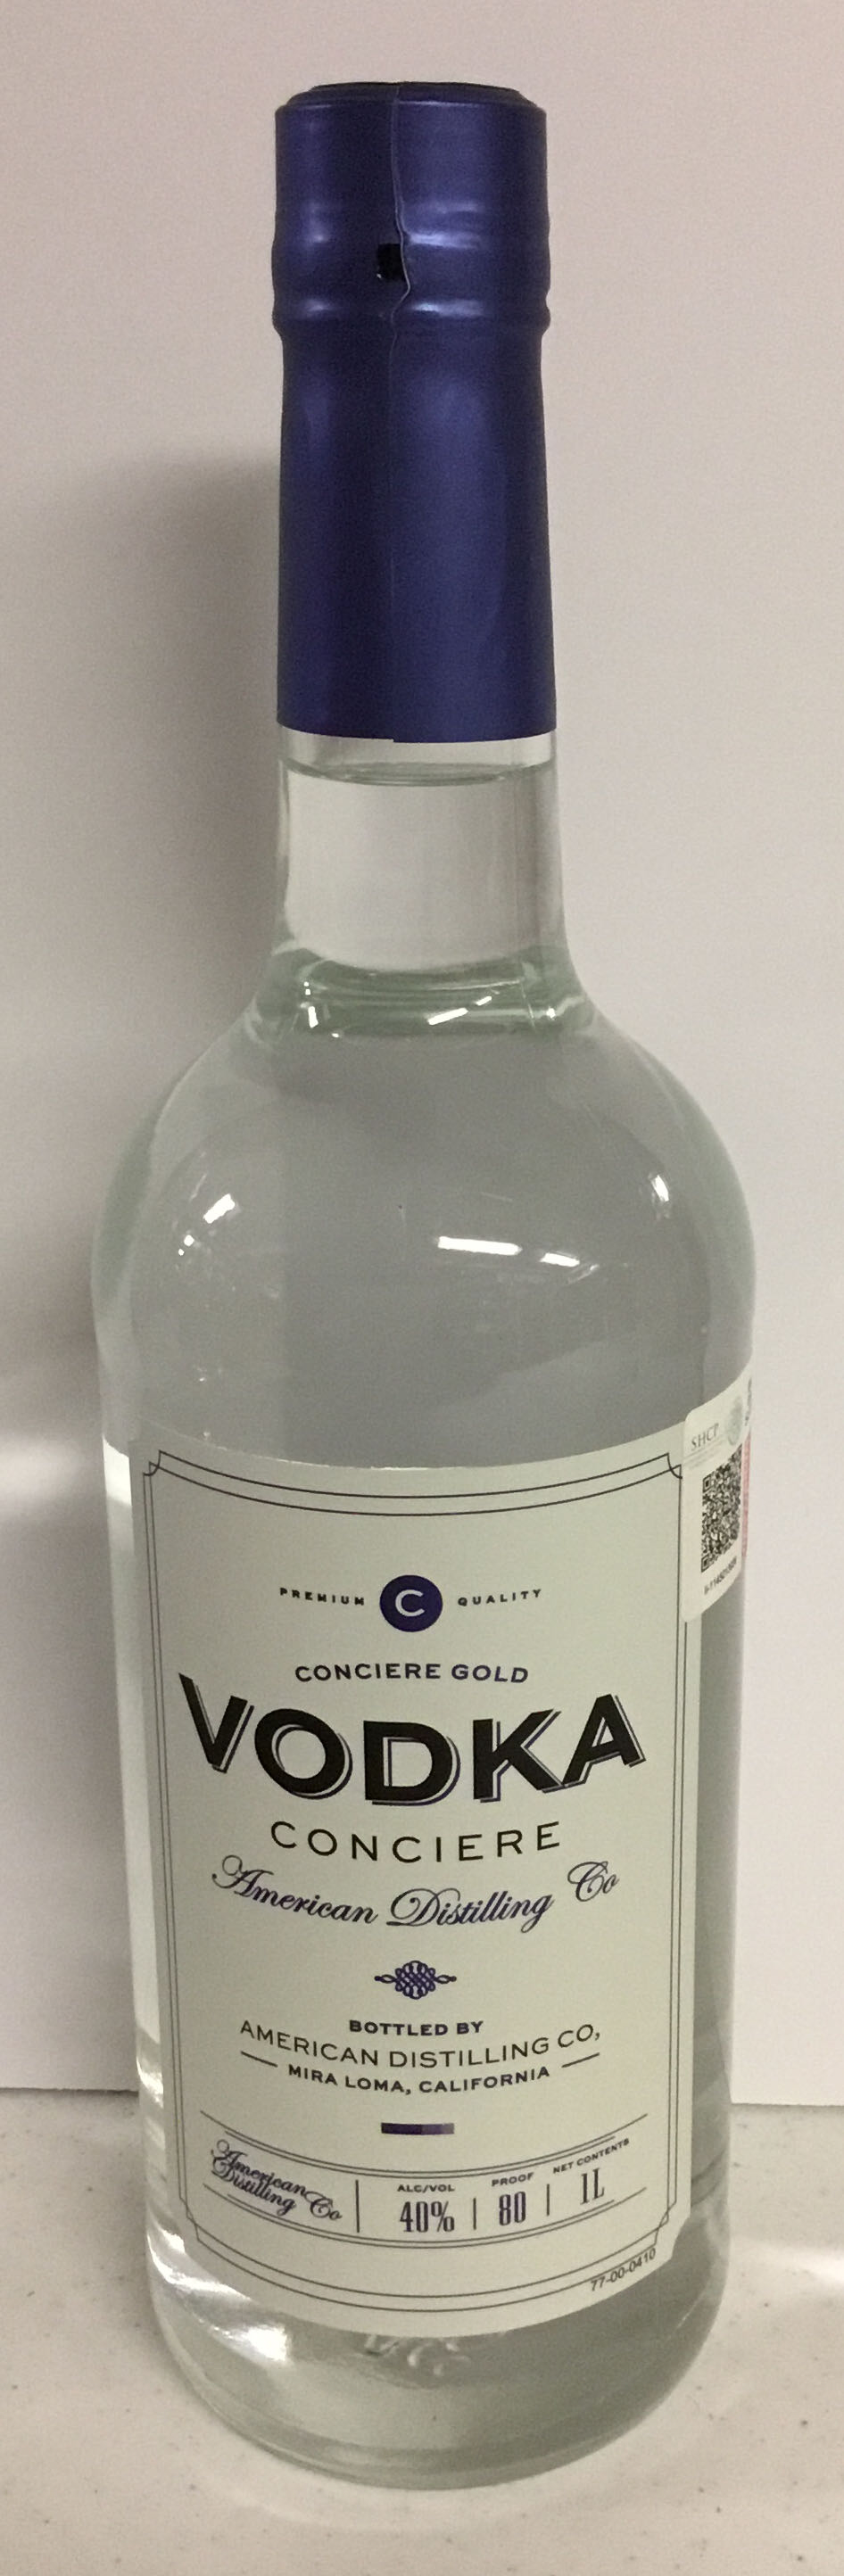 SHCP
PREMIUM C QUALITY
CONCIERE GOLD
VODKA
CONCIERE
American Distilling Co
BOTTLED BY
AMERICAN DISTILLING CO,
MIRA LOMA, CALIFORNIA
American
Distilling Co
ALC/VOL
40%
PROOF
80
NET CONTENTS
1L
77-00-0410